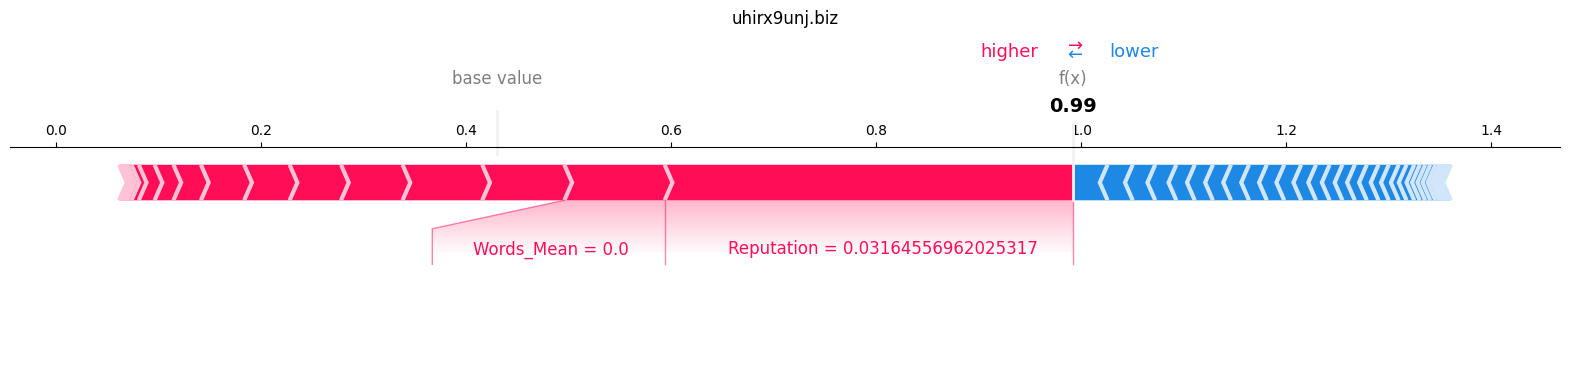 uhirx9unj.biz
higher ⇄ lower
base value f(x)
0.99
0.0 0.2 0.4 0.6 0.8 1.0 1.2 1.4
Words_Mean = 0.0 Reputation = 0.03164556962025317